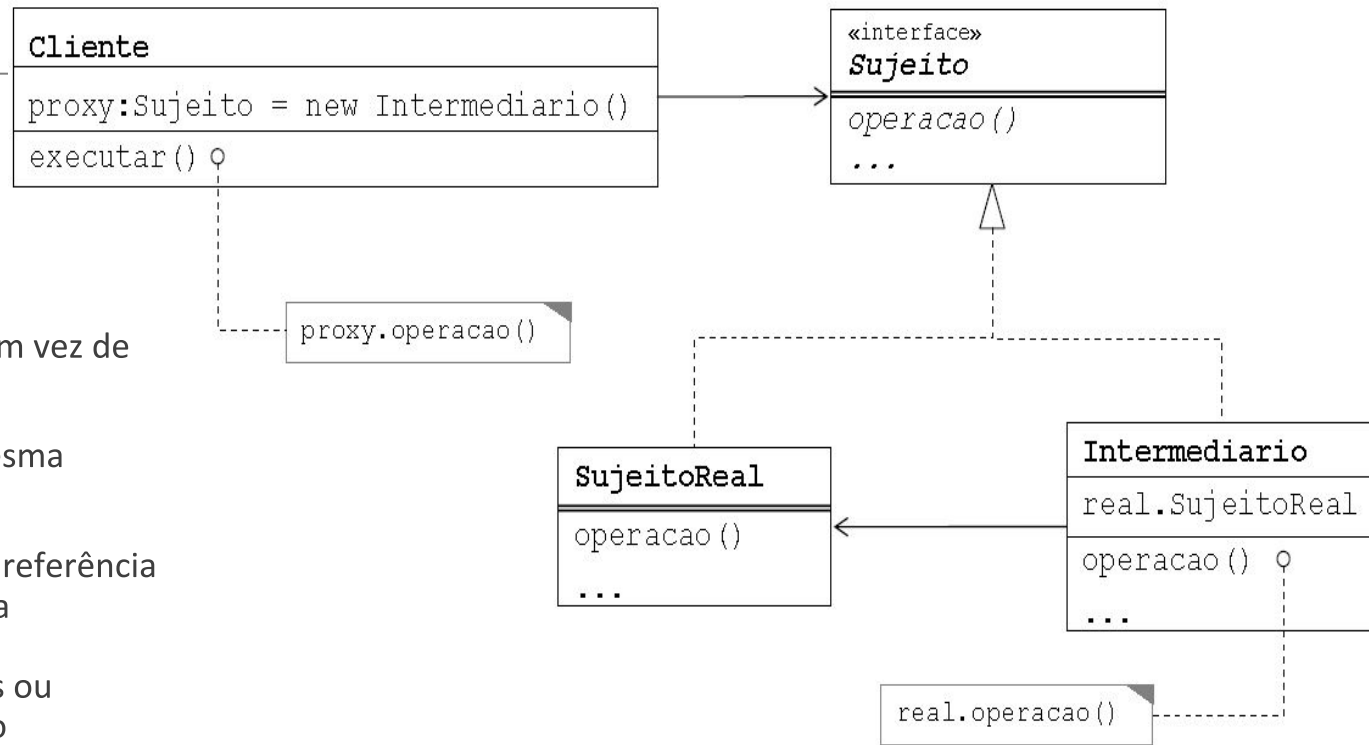 Cliente
proxy:Sujeito = new Intermediario()
executar()
proxy.operacao()
«interface»
Sujeito
operacao()
...
m vez de
esma
referência
a
s ou
o
SujeitoReal
operacao()
...
Intermediario
real.SujeitoReal
operacao()
...
real.operacao()